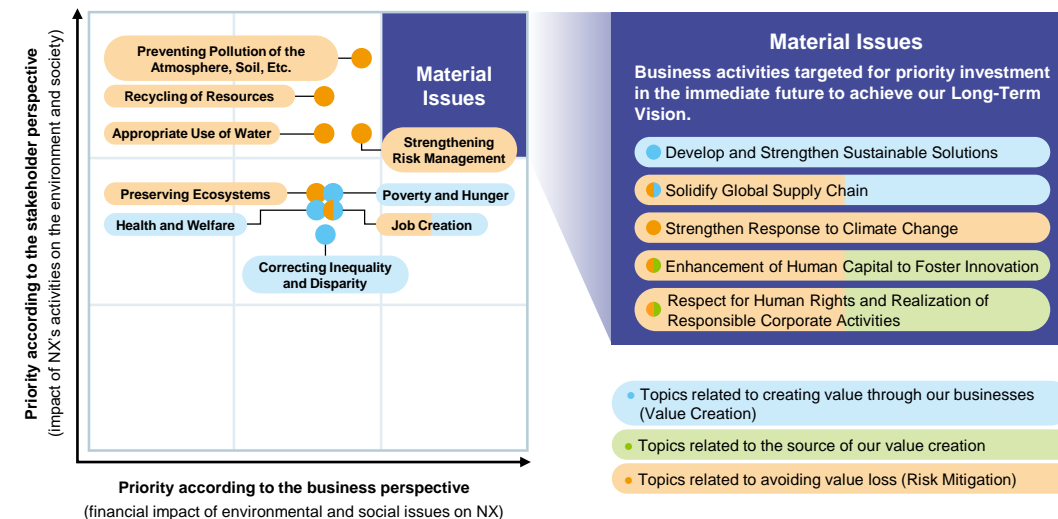 Priority according to the stakeholder perspective
(impact of NX's activities on the environment and society)
Preventing Pollution of the
Atmosphere, Soil, Etc.
Recycling of Resources
Appropriate Use of Water
Material
Issues
Strengthening
Risk Management
Preserving Ecosystems
Poverty and Hunger
Health and Welfare
Job Creation
Correcting Inequality
and Disparity
Priority according to the business perspective
(financial impact of environmental and social issues on NX)
Material Issues
Business activities targeted for priority investment
in the immediate future to achieve our Long-Term
Vision.
Develop and Strengthen Sustainable Solutions
Solidify Global Supply Chain
Strengthen Response to Climate Change
Enhancement of Human Capital to Foster Innovation
Respect for Human Rights and Realization of
Responsible Corporate Activities
Topics related to creating value through our businesses
(Value Creation)
Topics related to the source of our value creation
Topics related to avoiding value loss (Risk Mitigation)